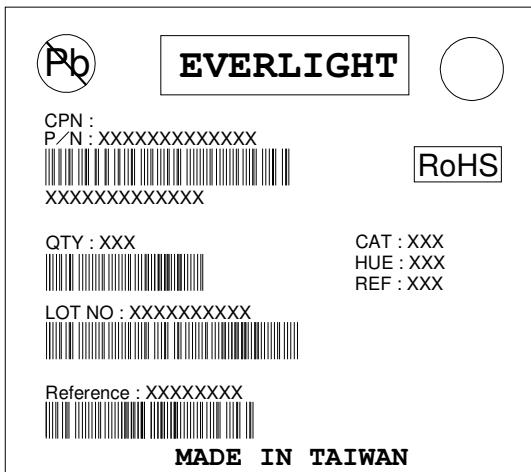 Pb
EVERLIGHT
CPN :
P/N : XXXXXXXXXXXXX
RoHS
XXXXXXXXXXXXX
QTY : XXX
CAT : XXX
HUE : XXX
REF : XXX
LOT NO : XXXXXXXXXX
Reference : XXXXXXXX
MADE IN TAIWAN